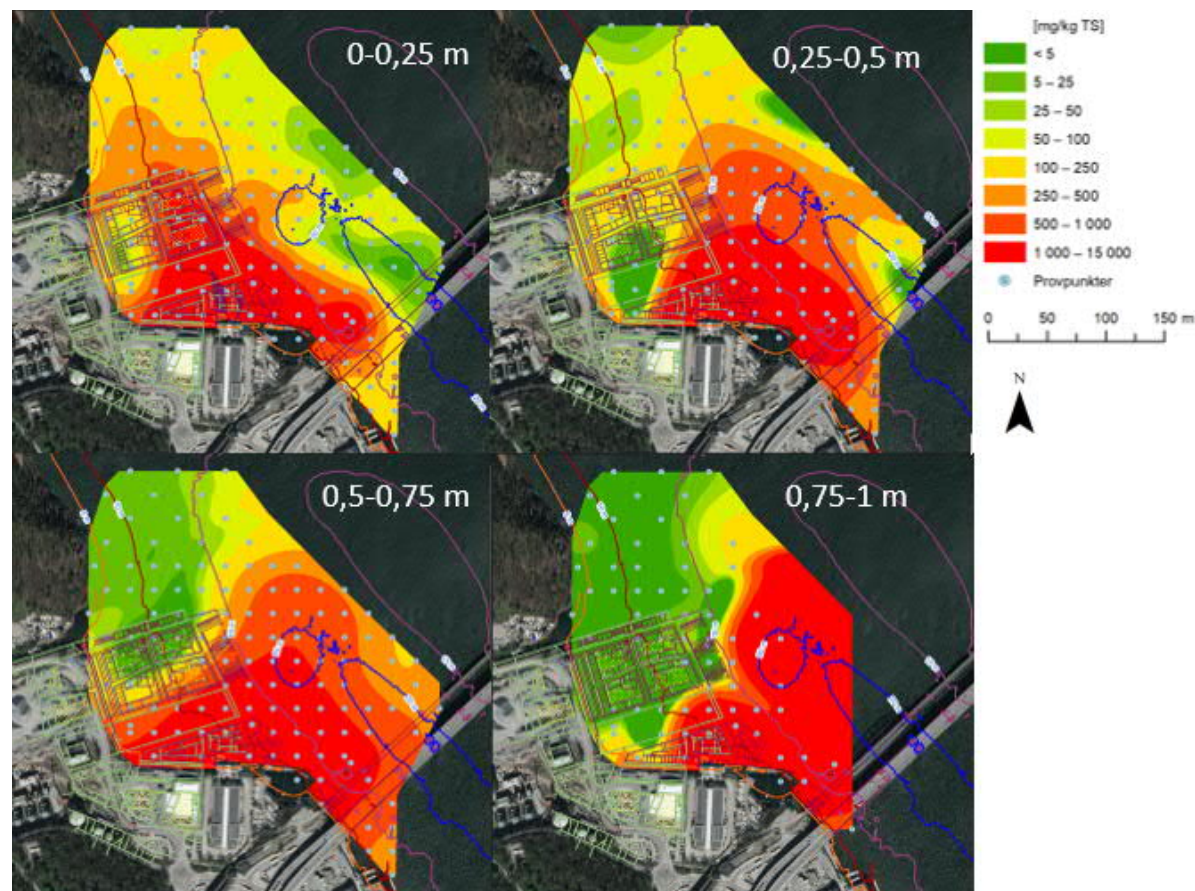 0-0,25 m
0,25-0,5 m
[mg/kg TS]
< 5
5 – 25
25 – 50
50 – 100
100 – 250
250 – 500
500 – 1 000
1 000 – 15 000
Provpunkter
0 50 100 150 m
N
0,5-0,75 m
0,75-1 m